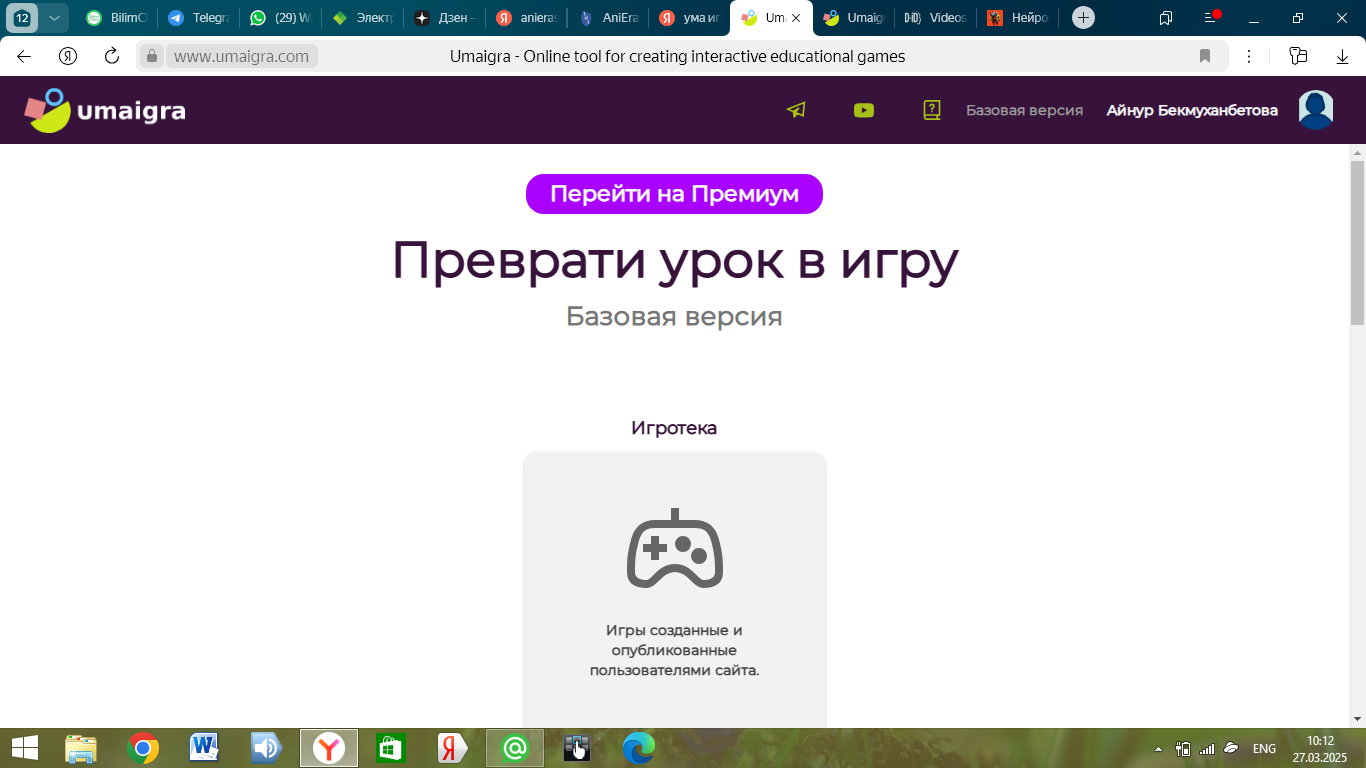 12
BilimCl
Telegra
(29) W
Электр
Дзен –
anieras
AniEra
ума иг
Uma
Umaig
Videos
Нейро
www.umaigra.com
Umaigra - Online tool for creating interactive educational games
umaigra
Базовая версия
Айнур Бекмуханбетова
Перейти на Премиум
Преврати урок в игру
Базовая версия
Игротека
Игры созданные и
опубликованные
пользователями сайта.
ENG
10:12
27.03.2025